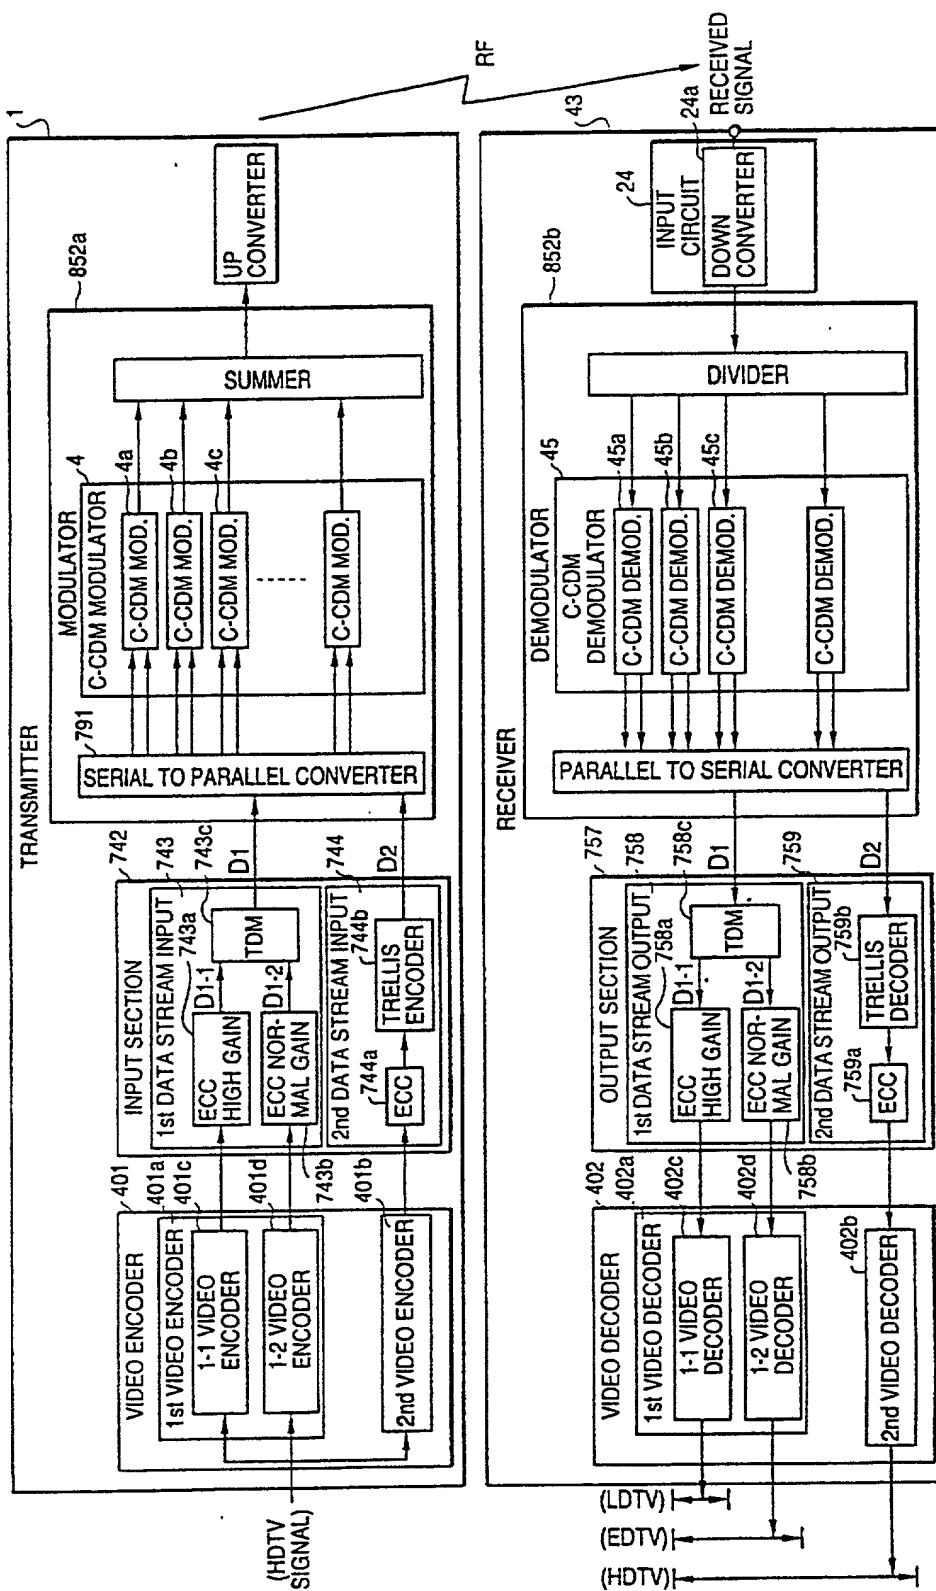 TRANSMITTER
1
(HDTV
SIGNAL)
VIDEO ENCODER
401
1st VIDEO ENCODER
401a
401c
1-1 VIDEO
ENCODER
401d
1-2 VIDEO
ENCODER
401b
2nd VIDEO ENCODER
INPUT SECTION
742
1st DATA STREAM INPUT
743
743a
ECC
HIGH GAIN
743b
ECC NOR-
MAL GAIN
D1-1
D1-2
743c
TDM
2nd DATA STREAM INPUT
744
744a
ECC
744b
TRELLIS
ENCODER
D1
D2
852a
791
SERIAL TO PARALLEL CONVERTER
MODULATOR
C-CDM MODULATOR
4
4a
C-CDM MOD.
4b
C-CDM MOD.
4c
C-CDM MOD.
C-CDM MOD.
SUMMER
UP
CONVERTER
RF
RECEIVED
SIGNAL
RECEIVER
43
24
INPUT
CIRCUIT
24a
DOWN
CONVERTER
852b
DIVIDER
DEMODULATOR
C-CDM
DEMODULATOR
45
45a
C-CDM DEMOD.
45b
C-CDM DEMOD.
45c
C-CDM DEMOD.
C-CDM DEMOD.
PARALLEL TO SERIAL CONVERTER
D1
D2
OUTPUT SECTION
757
1st DATA STREAM OUTPUT
758
758a
ECC
HIGH GAIN
758b
ECC NOR-
MAL GAIN
D1-1
D1-2
758c
TDM
2nd DATA STREAM OUTPUT
759
759a
ECC
759b
TRELLIS
DECODER
VIDEO DECODER
402
1st VIDEO DECODER
402a
402c
1-1 VIDEO
DECODER
402d
1-2 VIDEO
DECODER
402b
2nd VIDEO DECODER
(LDTV)
(EDTV)
(HDTV)